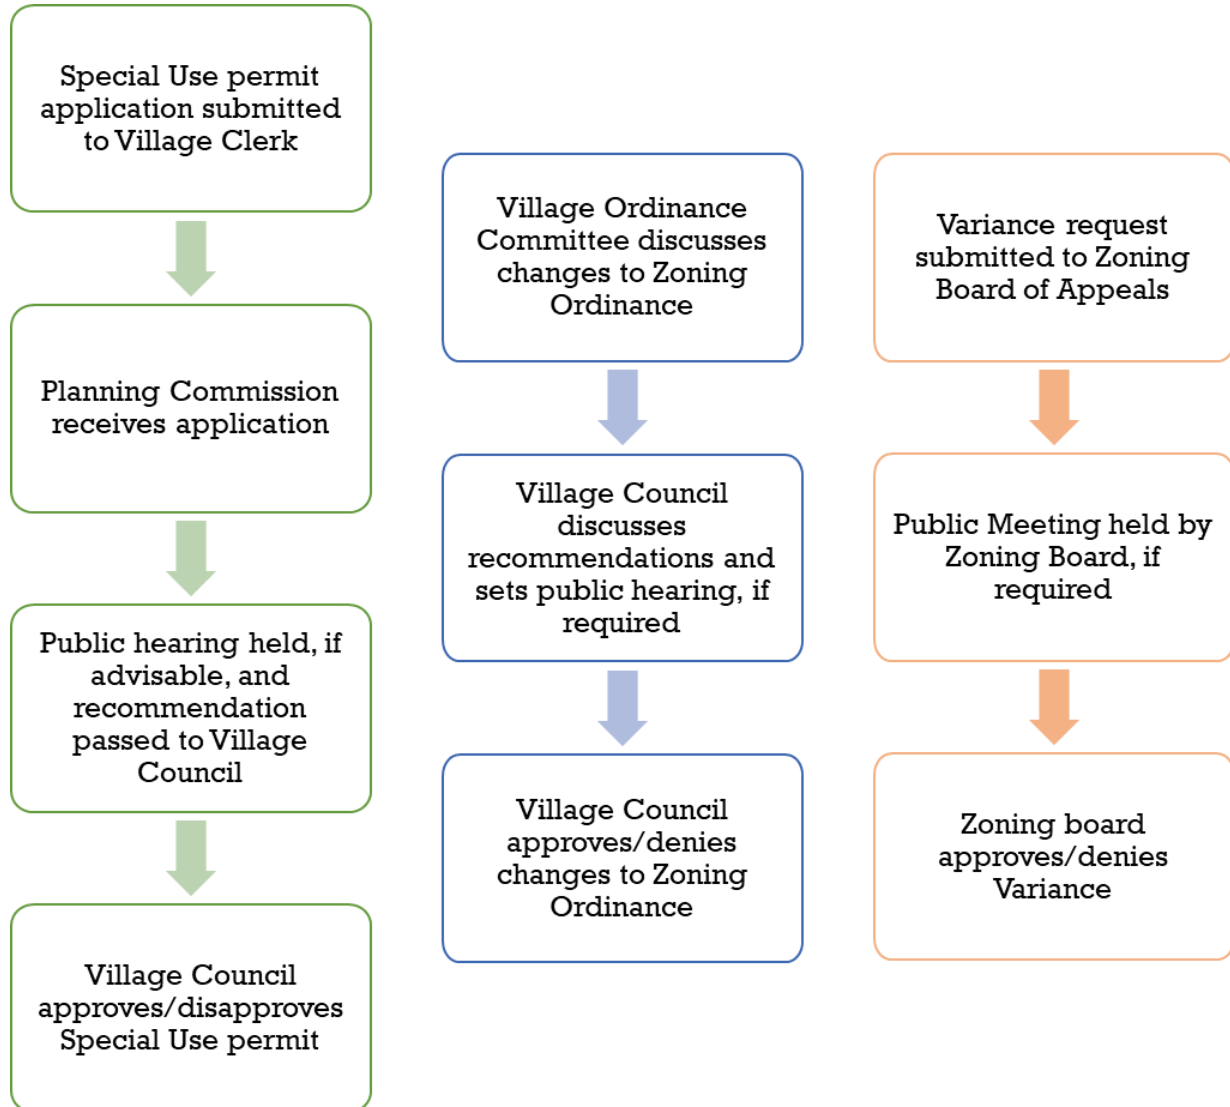 Special Use permit
application submitted
to Village Clerk
Planning Commission
receives application
Public hearing held, if
advisable, and
recommendation
passed to Village
Council
Village Council
approves/disapproves
Special Use permit
Village Ordinance
Committee discusses
changes to Zoning
Ordinance
Village Council
discusses
recommendations and
sets public hearing, if
required
Village Council
approves/denies
changes to Zoning
Ordinance
Variance request
submitted to Zoning
Board of Appeals
Public Meeting held by
Zoning Board, if
required
Zoning board
approves/denies
Variance